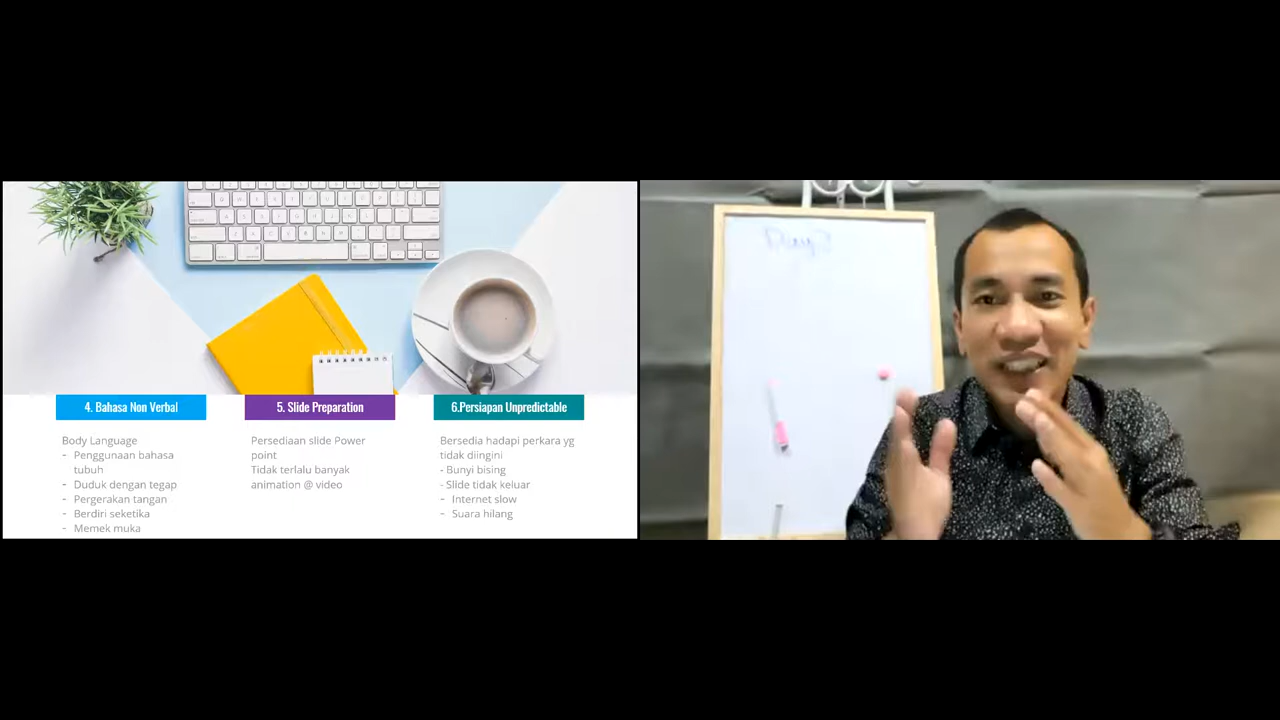 4. Bahasa Non Verbal
Body Language
- Penggunaan bahasa
tubuh
- Duduk dengan tegap
- Pergerakan tangan
- Berdiri seketika
- Memek muka
5. Slide Preparation
Persediaan slide Power
point
Tidak terlalu banyak
animation @ video
6.Persiapan Unpredictable
Bersedia hadapi perkara yg
tidak diingini
- Bunyi bising
- Slide tidak keluar
- Internet slow
- Suara hilang